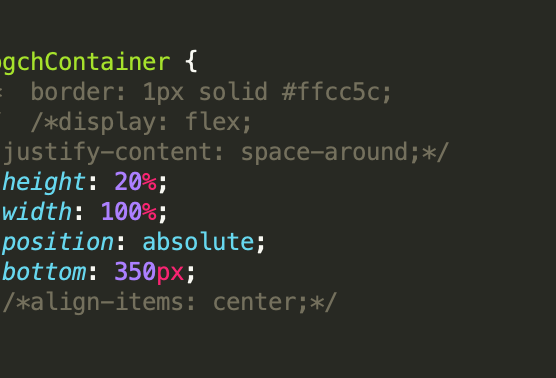 ogchContainer {
border: 1px solid #ffcc5c;
/*display: flex;
justify-content: space-around;*/
height: 20%;
width: 100%;
position: absolute;
bottom: 350px;
/*align-items: center;*/